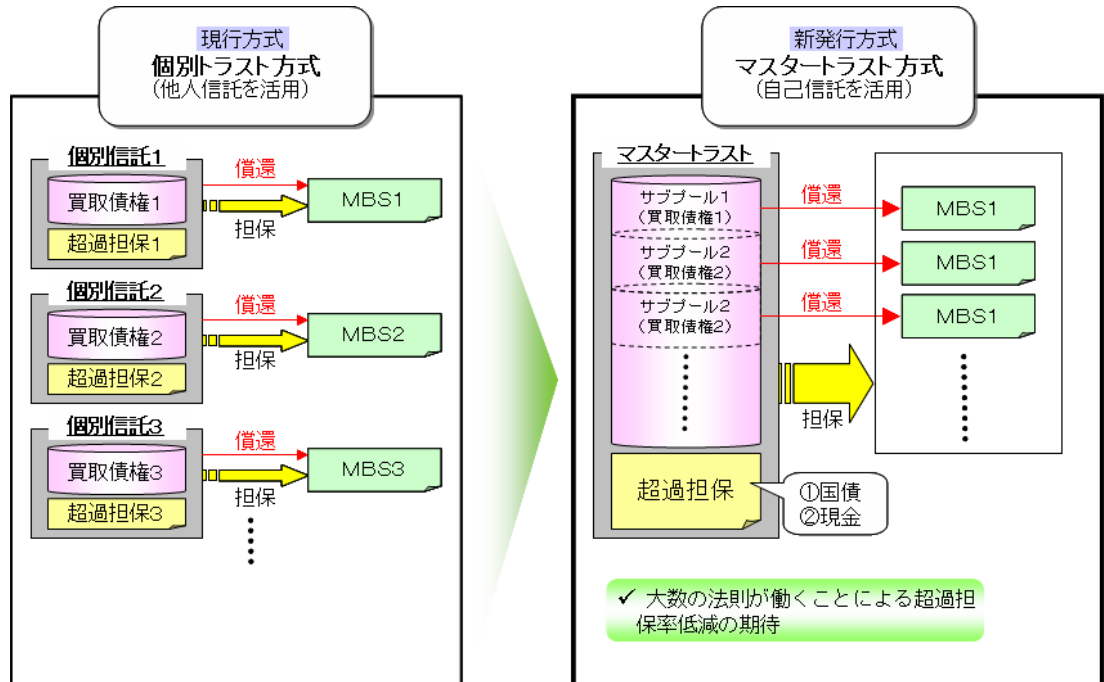 現行方式
個別トラスト方式
(他人信託を活用)
個別信託1
買取債権1
超過担保1
償還
担保
MBS1
個別信託2
買取債権2
超過担保2
償還
担保
MBS2
個別信託3
買取債権3
超過担保3
償還
担保
MBS3
新発行方式
マスタートラスト方式
(自己信託を活用)
マスタートラスト
サブプール1
(買取債権1)
償還
MBS1
サブプール2
(買取債権2)
償還
MBS1
サブプール2
(買取債権2)
償還
MBS1
担保
超過担保
①国債
②現金
✓ 大数の法則が働くことによる超過担
保率低減の期待